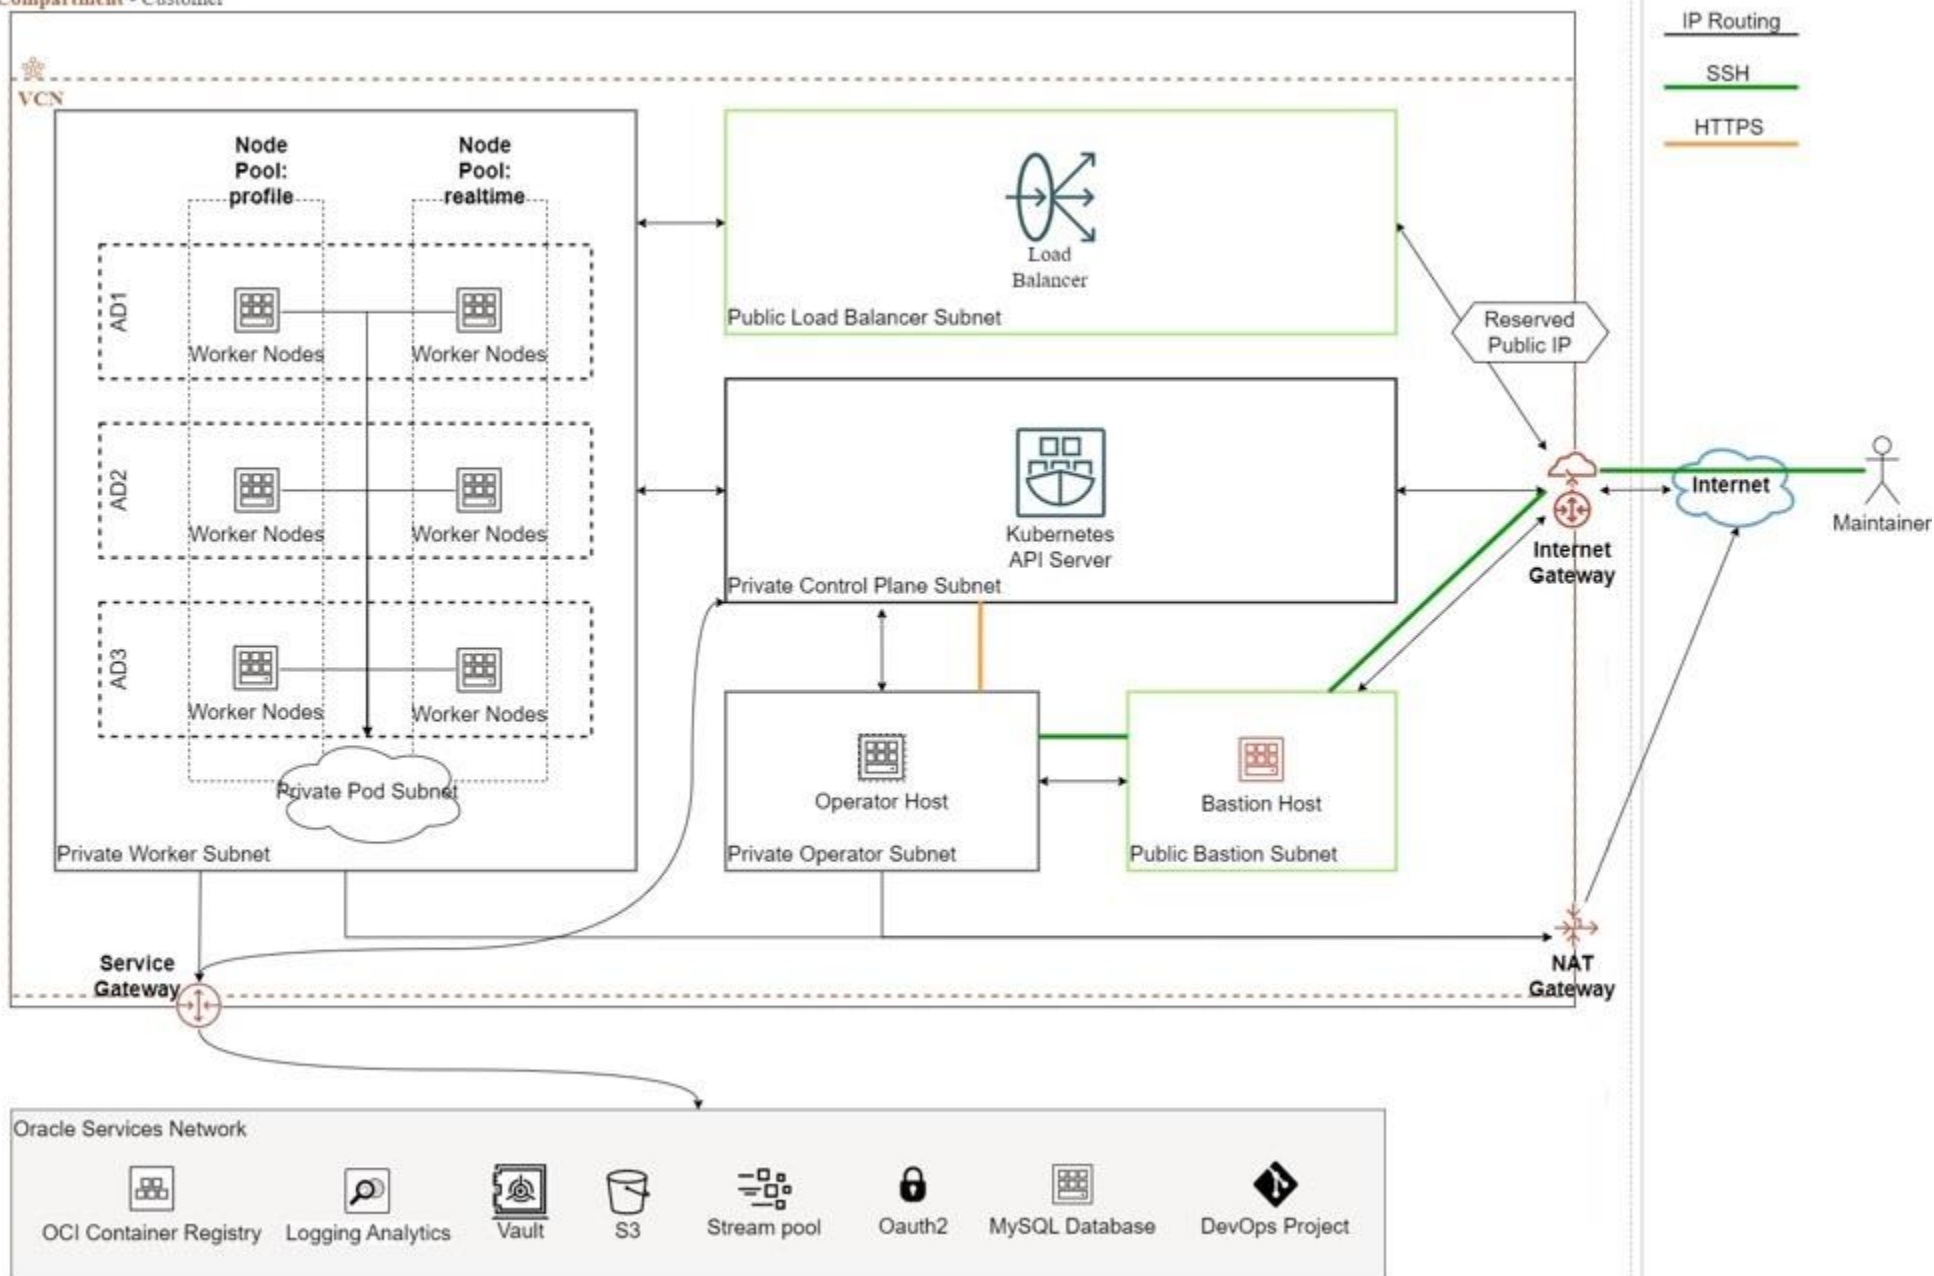 Compartment - Customer
IP Routing
SSH
HTTPS
VCN
Node
Pool:
profile
Node
Pool:
realtime
AD1
Worker Nodes
Worker Nodes
AD2
Worker Nodes
Worker Nodes
AD3
Worker Nodes
Worker Nodes
Private Pod Subnet
Private Worker Subnet
Load
Balancer
Public Load Balancer Subnet
Reserved
Public IP
Kubernetes
API Server
Private Control Plane Subnet
Internet
Gateway
Internet
Maintainer
Operator Host
Private Operator Subnet
Bastion Host
Public Bastion Subnet
Service
Gateway
NAT
Gateway
Oracle Services Network
OCI Container Registry
Logging Analytics
Vault
S3
Stream pool
Oauth2
MySQL Database
DevOps Project